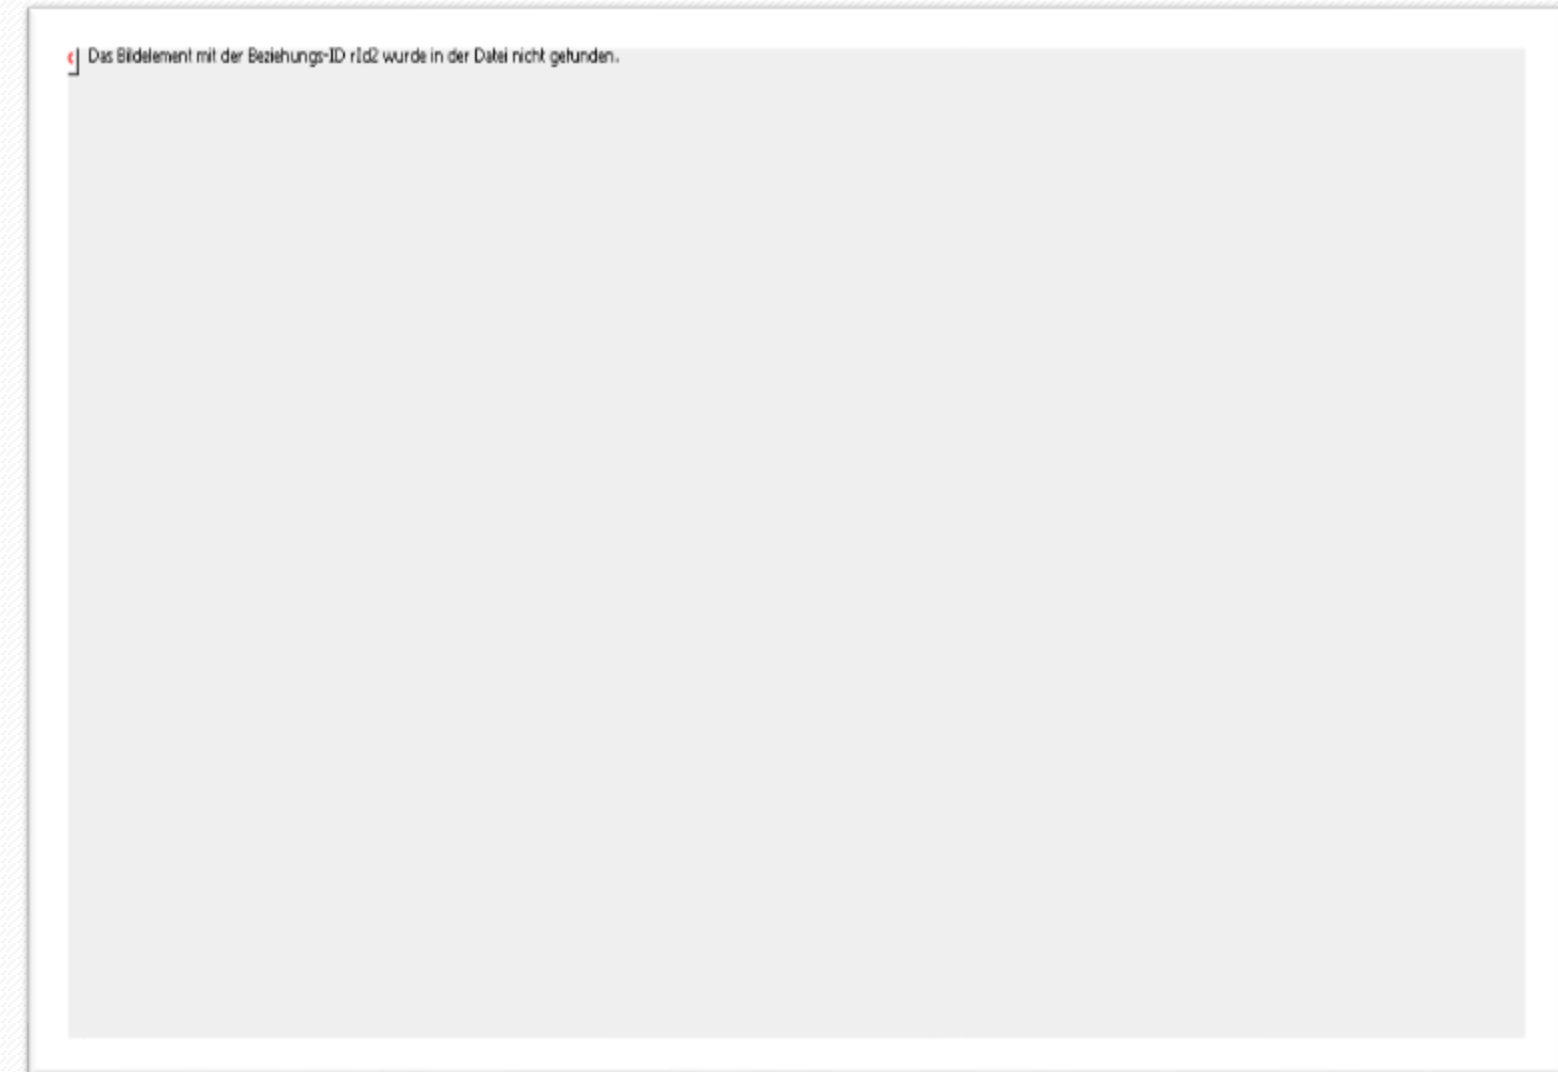 Das Bildelement mit der Beziehungs-ID rId2 wurde in der Datei nicht gefunden.